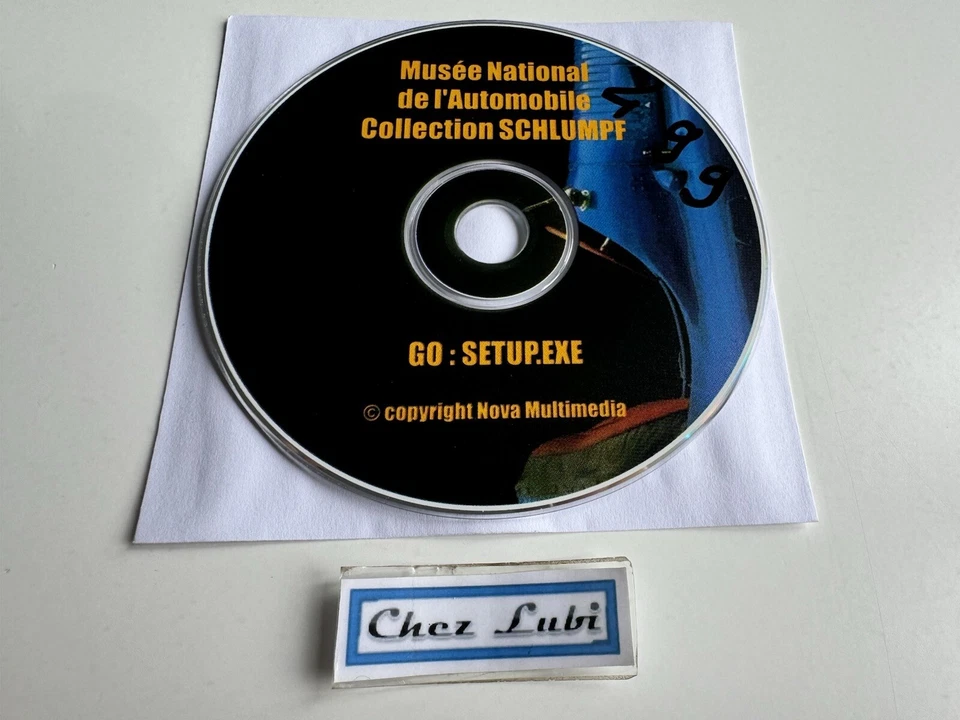 Musée National
de l'Automobile
Collection SCHLUMPF
GO : SETUP.EXE
© copyright Nova Multimedia
Chez Lubi